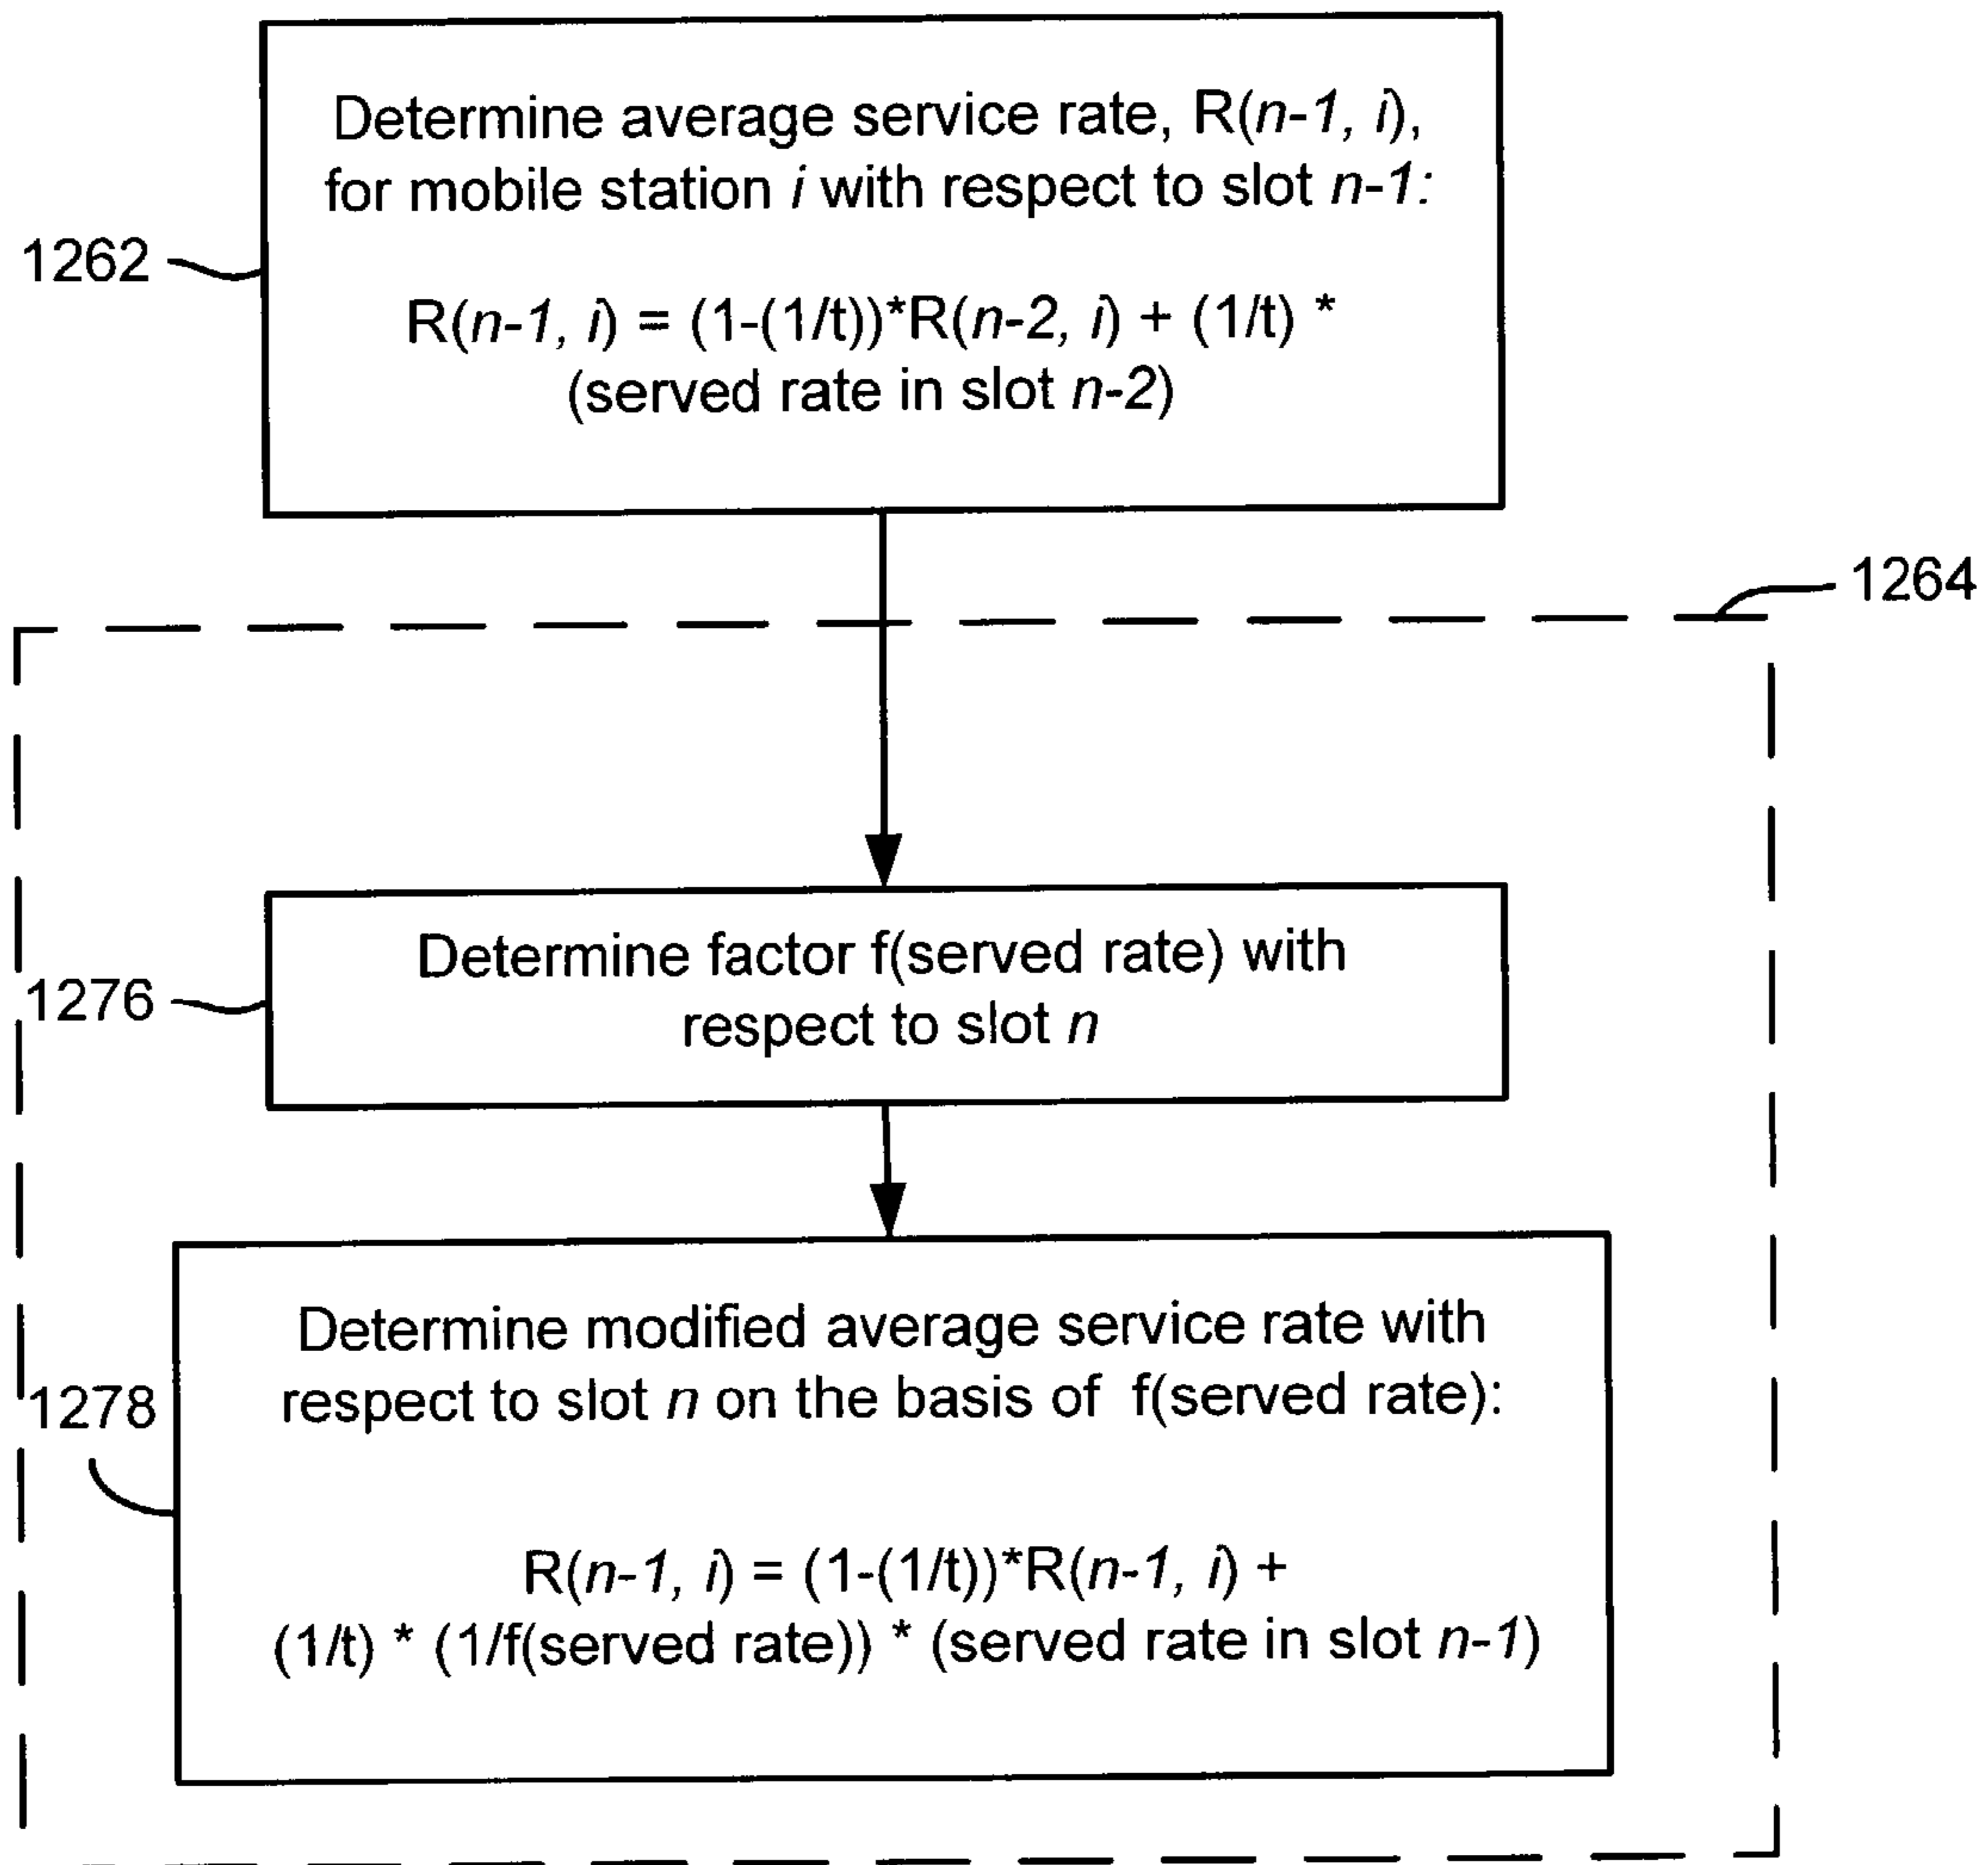 Determine average service rate, R(n-1, i),
for mobile station i with respect to slot n-1:
1262
R(n-1, i) = (1-(1/t))*R(n-2, i) + (1/t) *
(served rate in slot n-2)
1264
Determine factor f(served rate) with
1276
respect to slot n
Determine modified average service rate with
respect to slot n on the basis of f(served rate):
1278
R(n-1, i) = (1-(1/t))*R(n-1, i) +
(1/t) * (1/f(served rate)) * (served rate in slot n-1)